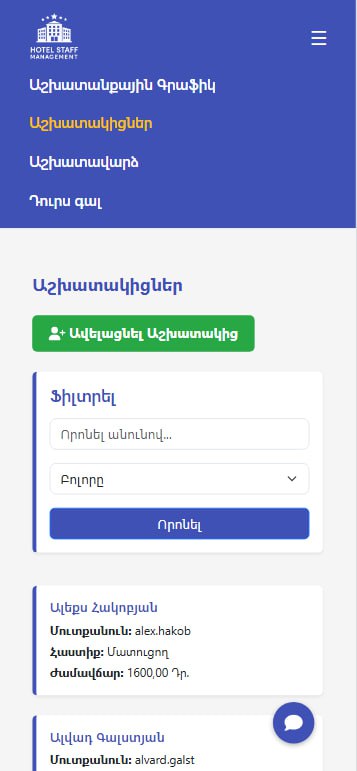 HOTEL STAFF
MANAGEMENT
Աշխատանքային Գրաֆիկ
Աշխատակիցներ
Աշխատավարձ
Դուրս գալ
Աշխատակիցներ
Ավելացնել Աշխատակից
Ֆիլտրել
Որոնել անունով...
Բոլորը
Որոնել
Ալեքս Հակոբյան
Մուտքանուն: alex.hakob
Հաստիք: Մատուցող
Ժամավճար: 1600,00 Դր.
Ալվադ Գալստյան
Մուտքանուն: alvard.galst